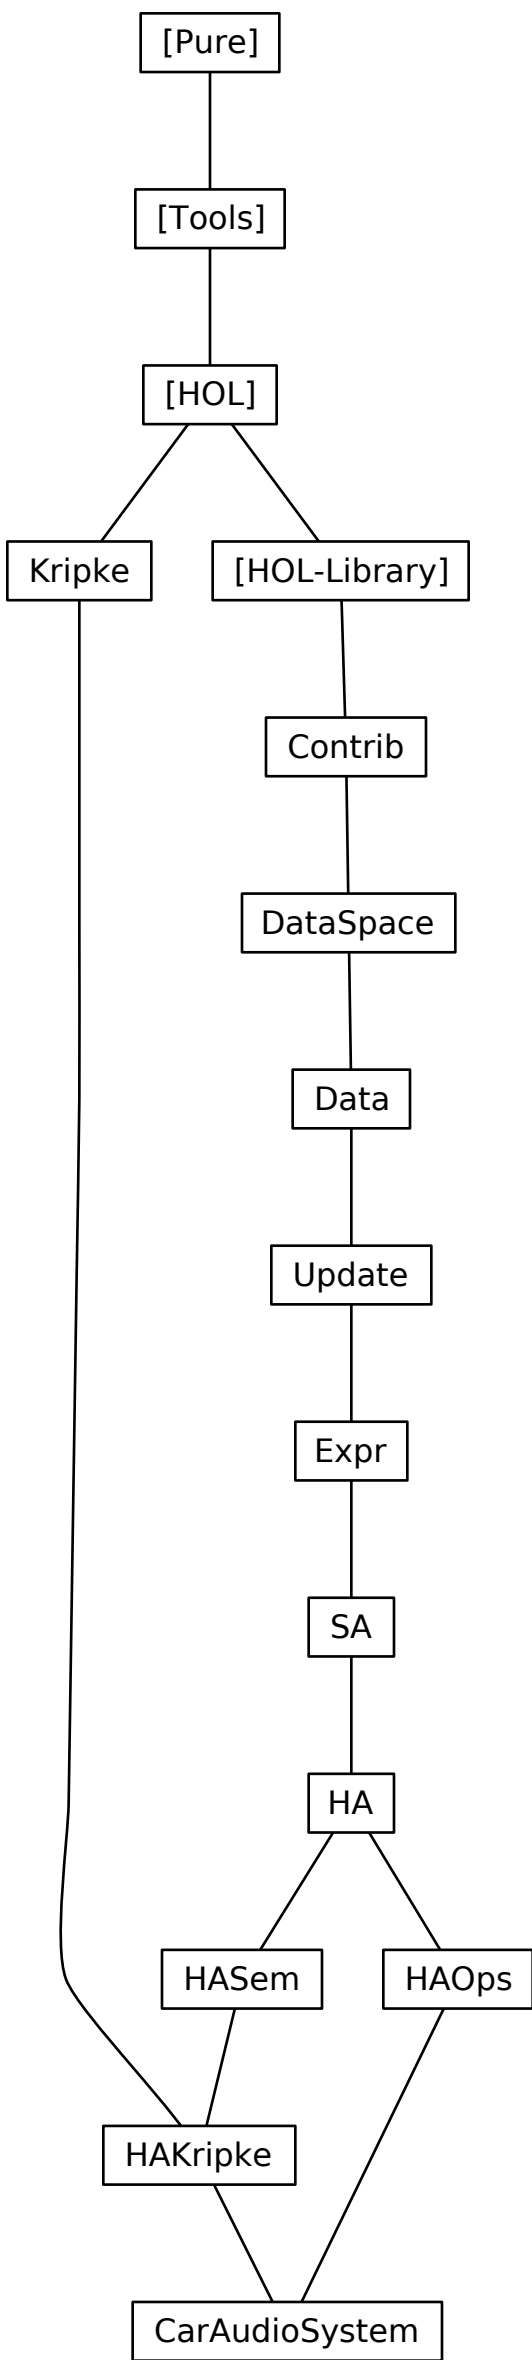 [Pure]
[Tools]
[HOL]
Kripke
[HOL-Library]
Contrib
DataSpace
Data
Update
Expr
SA
HA
HASem
HAOps
HAKripke
CarAudioSystem